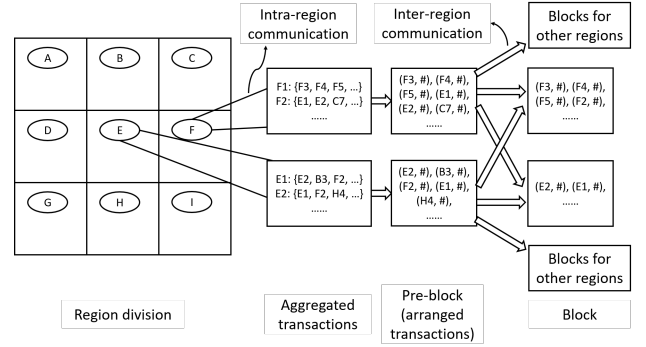 Intra-region
communication
Inter-region
communication
Blocks for
other regions
A
B
C
D
E
F
G
H
I
F1: {F3, F4, F5, ...}
F2: {E1, E2, C7, ...}
......
(F3, #), (F4, #),
(F5, #), (E1, #),
(E2, #), (C7, #),
......
(F3, #), (F4, #),
(F5, #), (F2, #),
......
E1: {E2, B3, F2, ...}
E2: {E1, F2, H4, ...}
......
(E2, #), (B3, #),
(F2, #), (E1, #),
(H4, #),
......
(E2, #), (E1, #),
......
Blocks for
other regions
Region division
Aggregated
transactions
Pre-block
(arranged
transactions)
Block